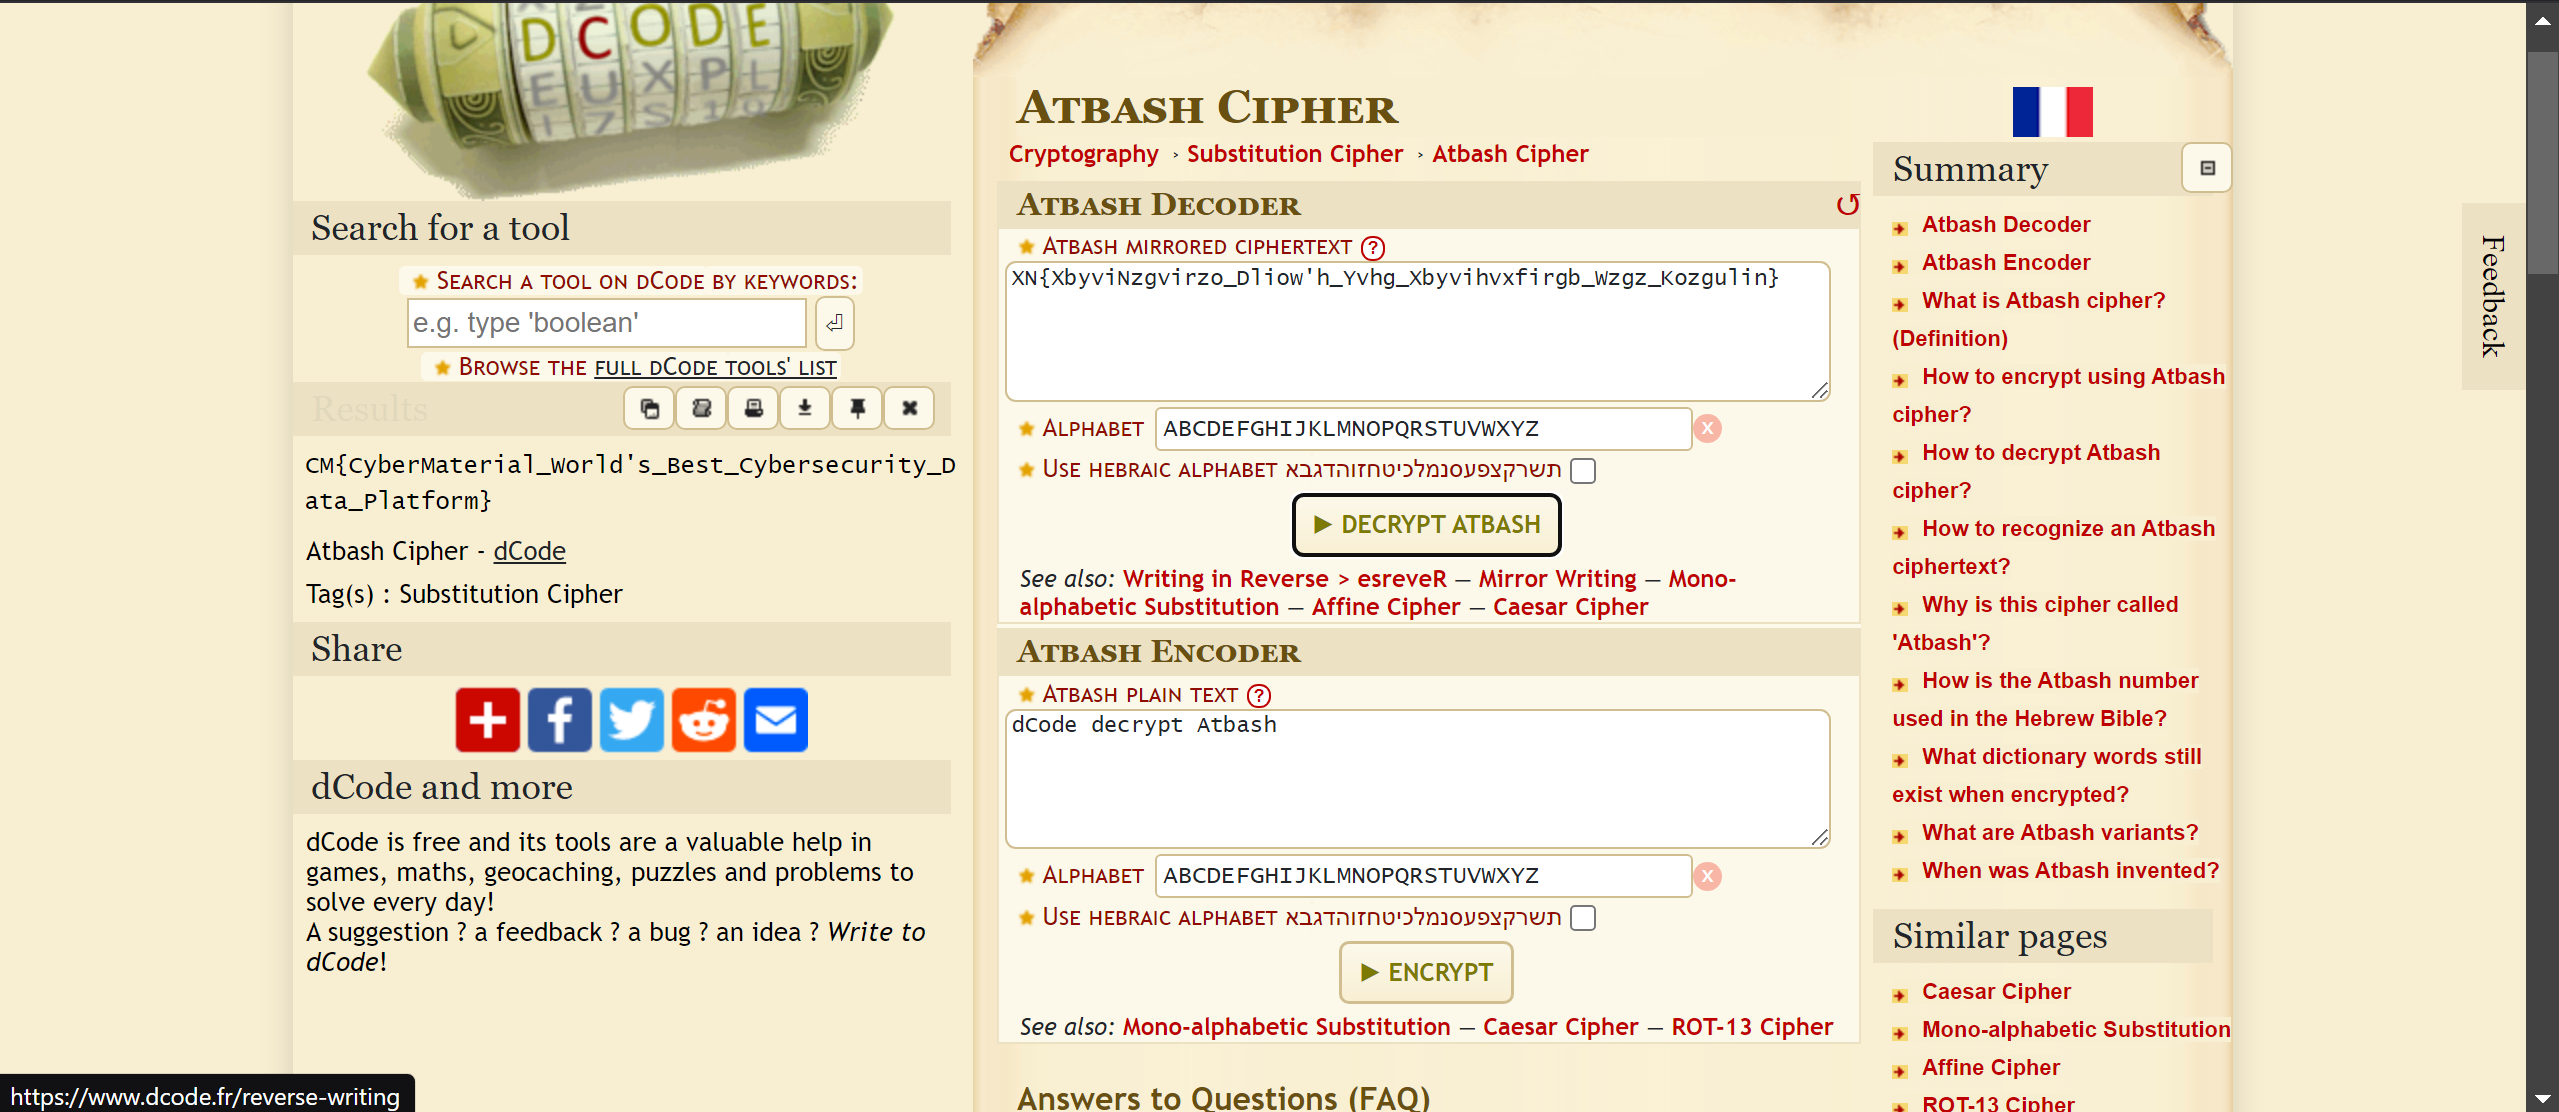 DCODE
EUXPL
Search for a tool
Search a tool on dCode by keywords:
e.g. type 'boolean'
Browse the full dCode tools' list
Results
CM{CyberMaterial_World's_Best_Cybersecurity_D
ata_Platform}
Atbash Cipher - dCode
Tag(s) : Substitution Cipher
Share
dCode and more
dCode is free and its tools are a valuable help in
games, maths, geocaching, puzzles and problems to
solve every day!
A suggestion ? a feedback ? a bug ? an idea ? Write to
dCode!
https://www.dcode.fr/reverse-writing
Atbash Cipher
Cryptography › Substitution Cipher › Atbash Cipher
Atbash Decoder
Atbash mirrored ciphertext ?
XN{XbyviNzgvirzo_Dliow'h_Yvhg_Xbyvihvxfirgb_Wzgz_Kozgulin}
Alphabet ABCDEFGHIJKLMNOPQRSTUVWXYZ X
Use hebraic alphabet אבגדהוזחטיכלמנסעפצקרשת
► DECRYPT ATBASH
See also: Writing in Reverse > esreveR — Mirror Writing — Mono-
alphabetic Substitution — Affine Cipher — Caesar Cipher
Atbash Encoder
Atbash plain text ?
dCode decrypt Atbash
Alphabet ABCDEFGHIJKLMNOPQRSTUVWXYZ X
Use hebraic alphabet אבגדהוזחטיכלמנסעפצקרשת
► ENCRYPT
See also: Mono-alphabetic Substitution — Caesar Cipher — ROT-13 Cipher
Answers to Questions (FAQ)
Summary
Atbash Decoder
Atbash Encoder
What is Atbash cipher?
(Definition)
How to encrypt using Atbash
cipher?
How to decrypt Atbash
cipher?
How to recognize an Atbash
ciphertext?
Why is this cipher called
'Atbash'?
How is the Atbash number
used in the Hebrew Bible?
What dictionary words still
exist when encrypted?
What are Atbash variants?
When was Atbash invented?
Similar pages
Caesar Cipher
Mono-alphabetic Substitution
Affine Cipher
ROT-13 Cipher
Feedback